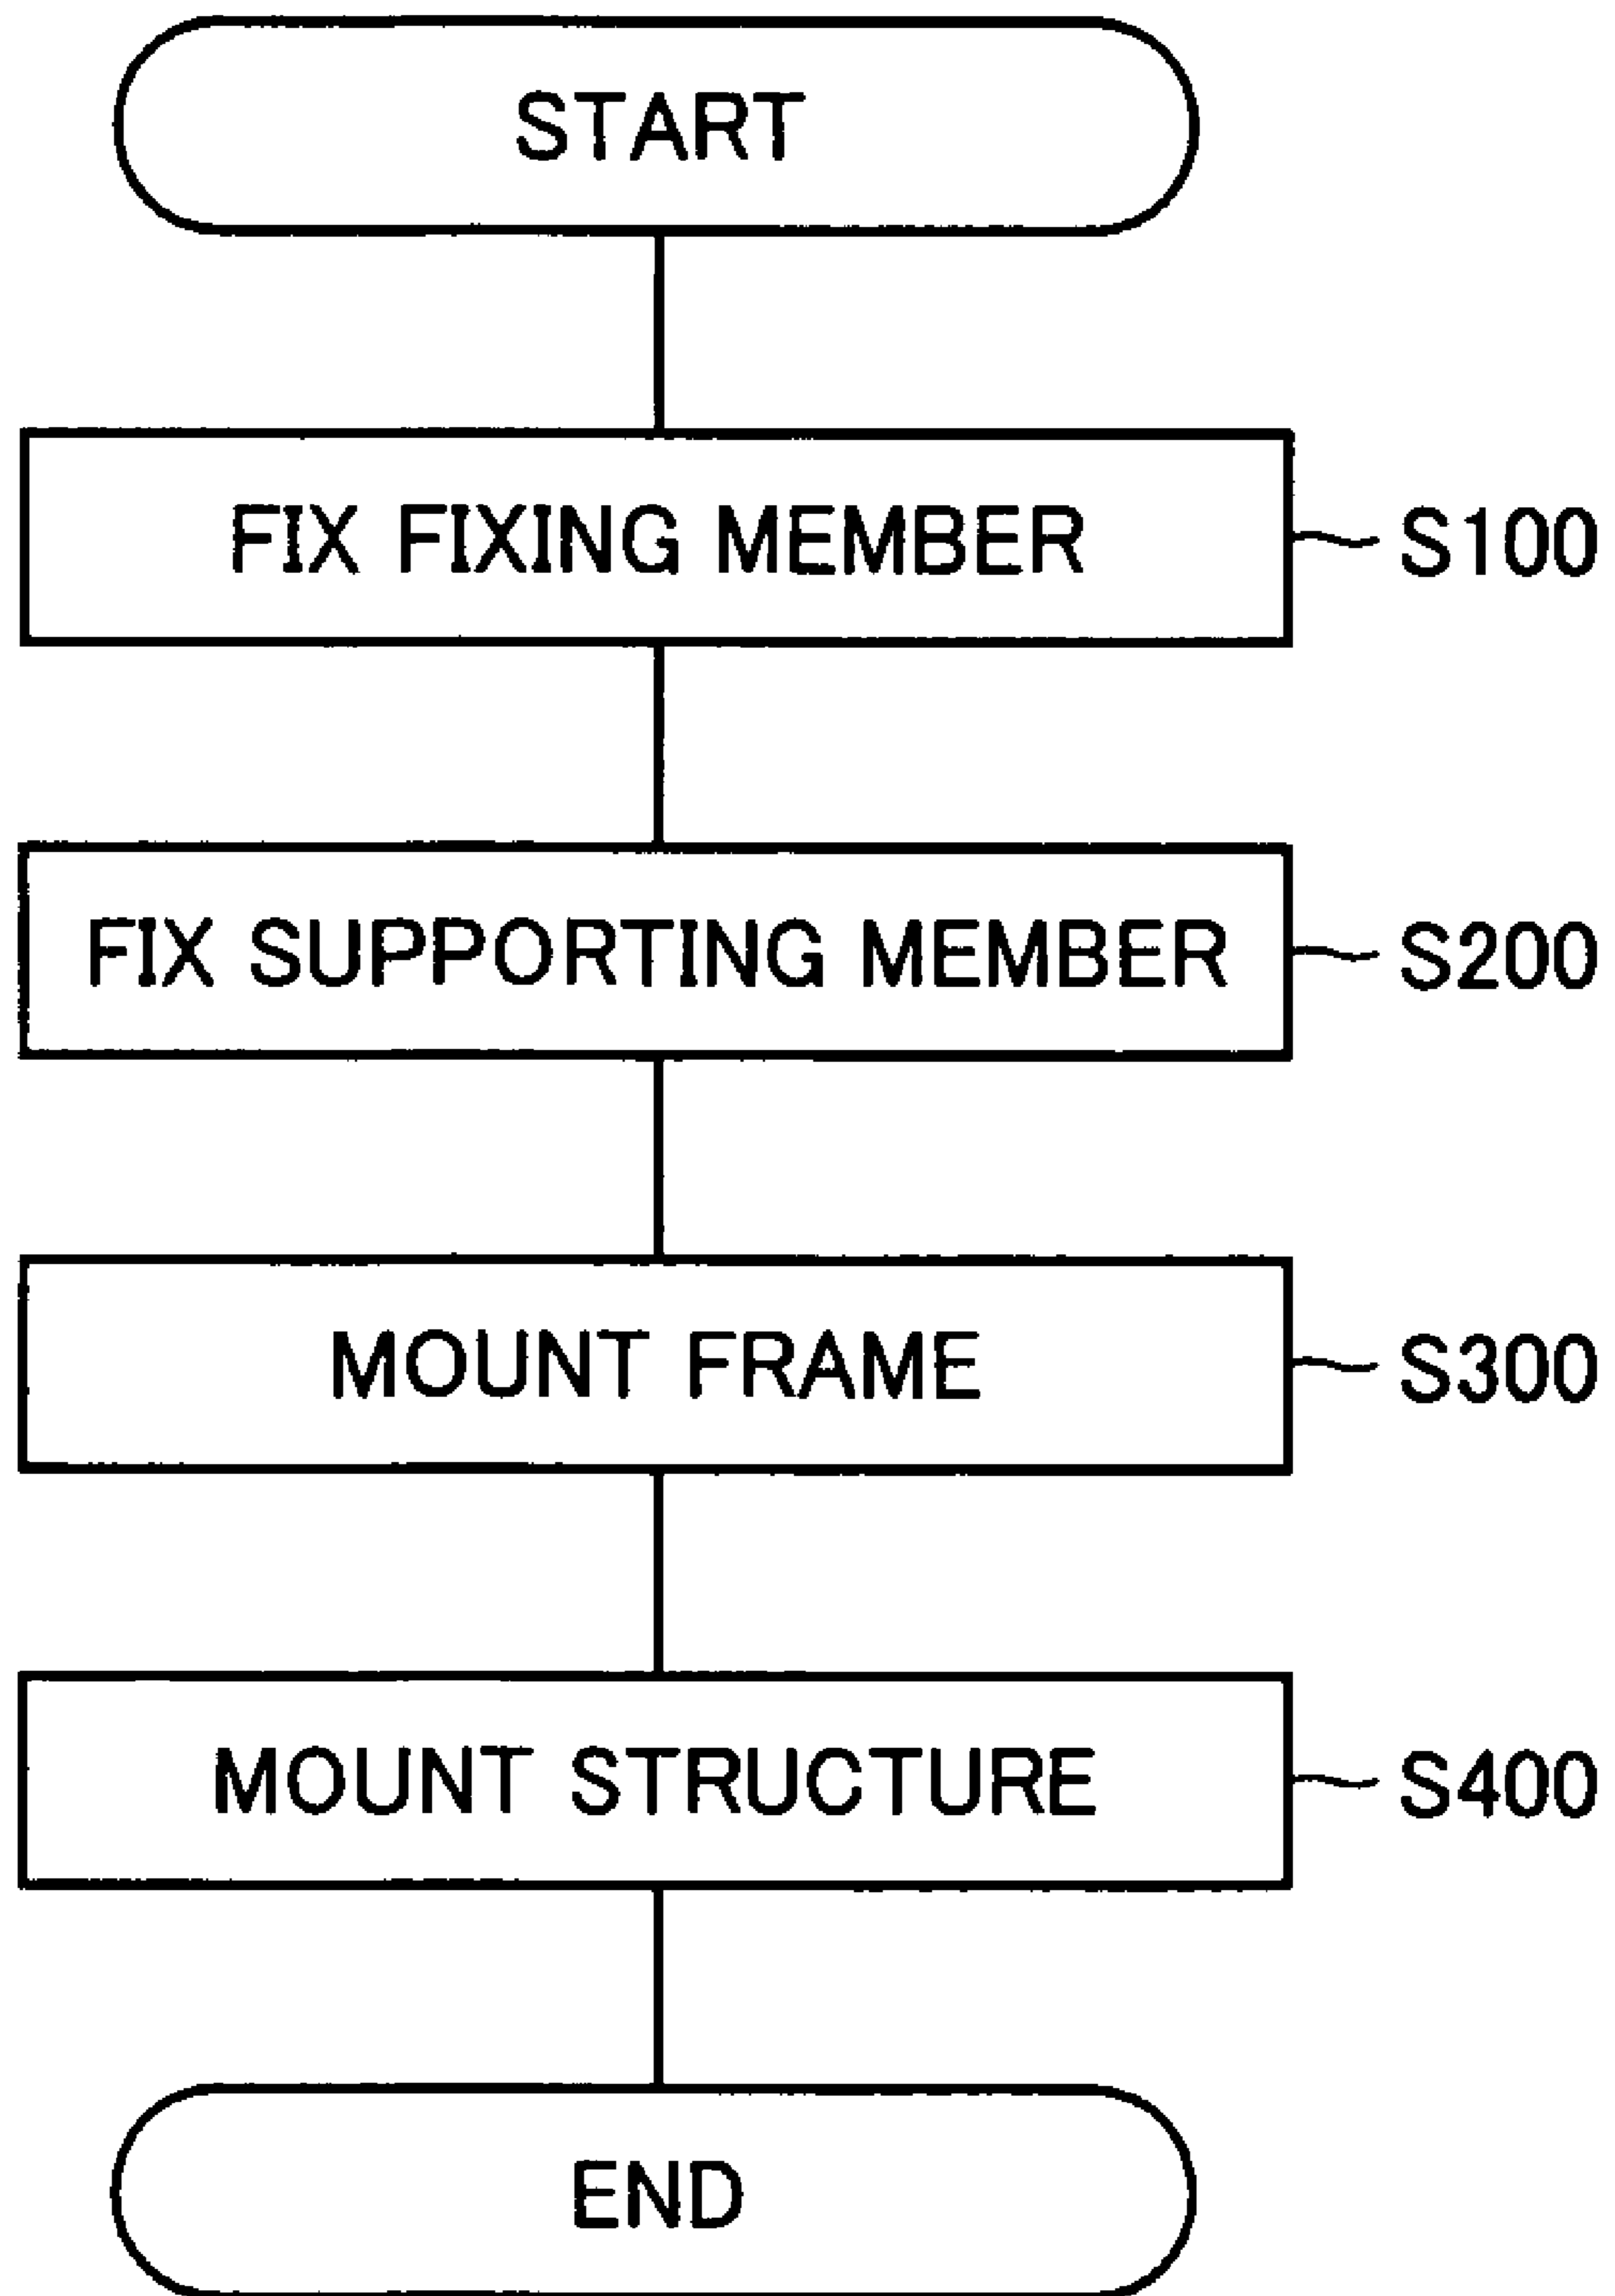 START
FIX FIXING MEMBER
S100
FIX SUPPORTING MEMBER
S200
MOUNT FRAME
S300
MOUNT STRUCTURE
S400
END